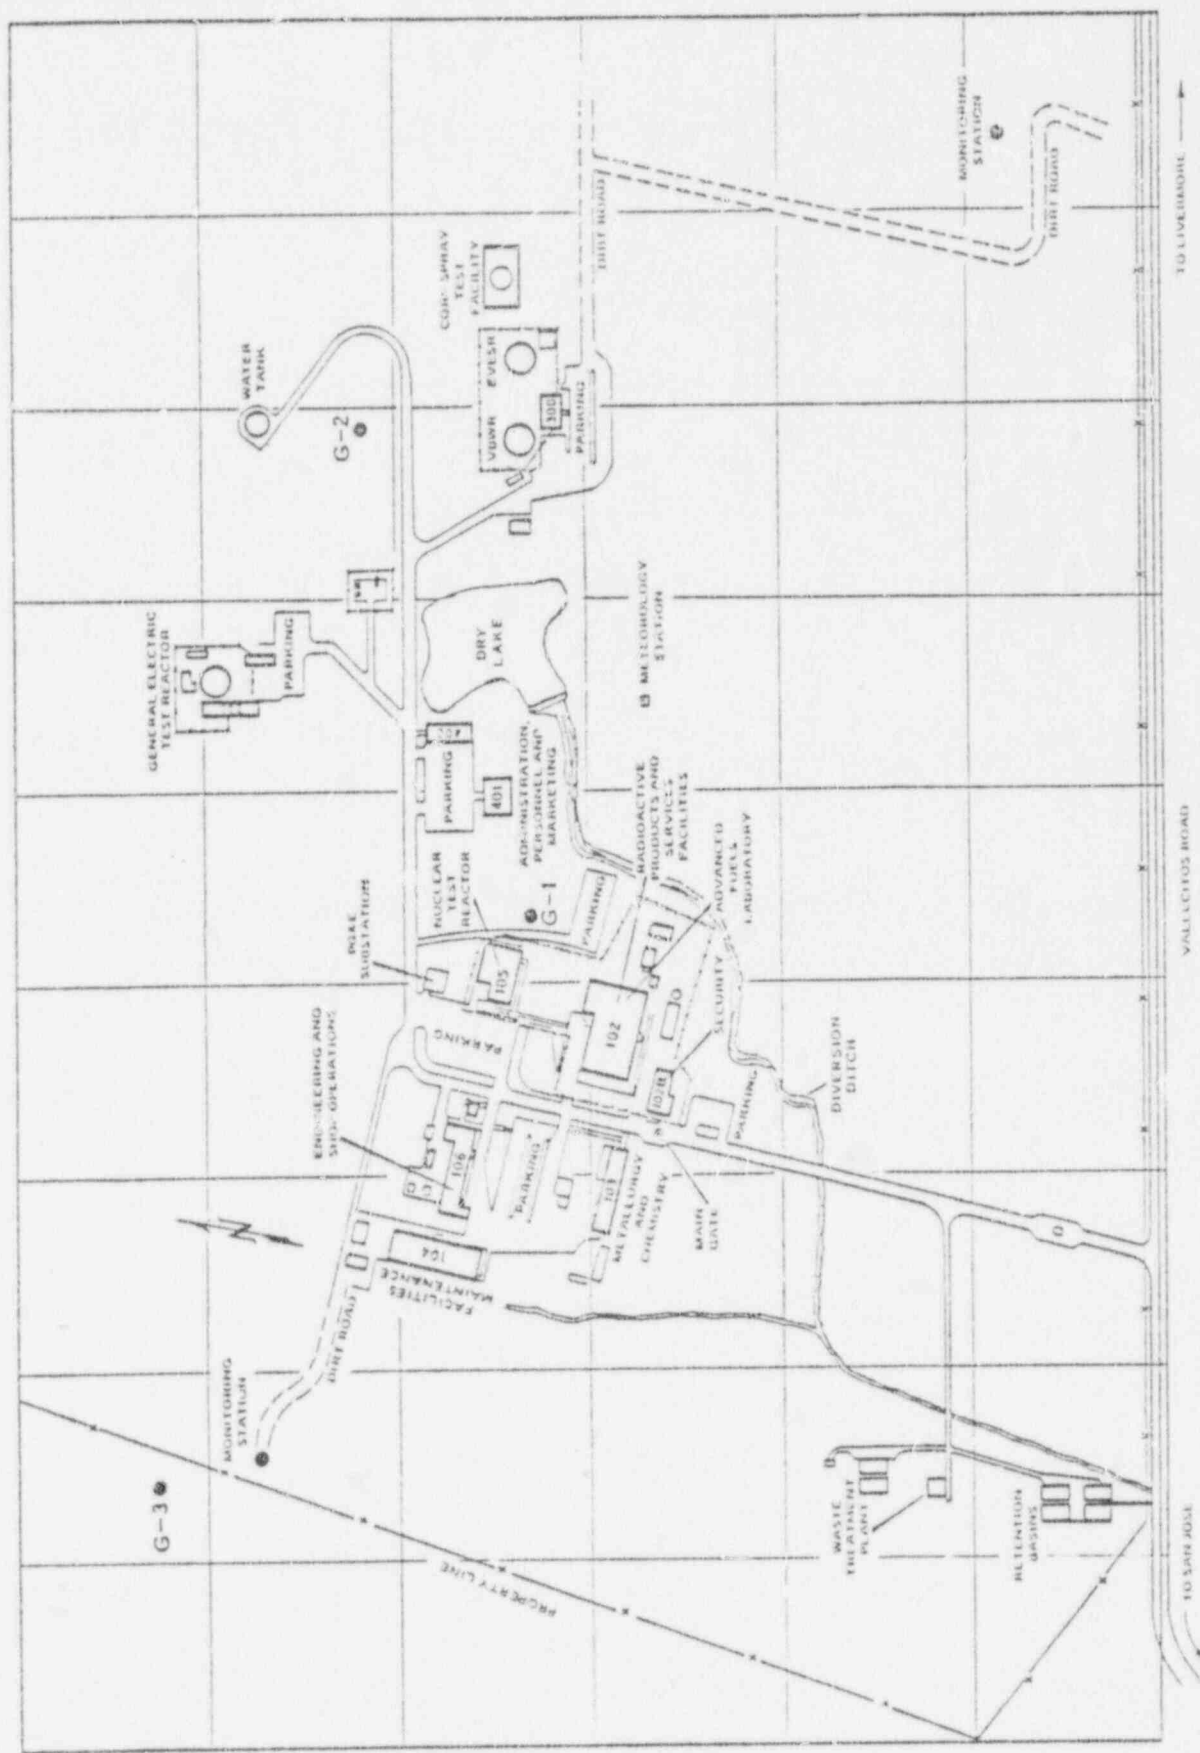 GENERAL ELECTRIC
TEST REACTOR
PARKING
WATER
TANK
G-2
G-3
MONITORING
STATION
DIRT ROAD
ENGINEERING AND
SHOP OPERATIONS
PG&E
SUBSTATION
NUCLEAR
TEST
REACTOR
PARKING
401
ADMINISTRATION,
PERSONNEL AND
MARKETING
G-1
DRY
LAKE
CORE SPRAY
TEST
FACILITY
VBWR
EVESR
300
PARKING
DIRT ROAD
MONITORING
STATION
DIRT ROAD
METEOROLOGY
STATION
104
FACILITIES
MAINTENANCE
106
PARKING
105
PARKING
PARKING
102
RADIOACTIVE
PRODUCTS AND
SERVICES
FACILITIES
ADVANCED
FUELS
LABORATORY
103
METALLURGY
AND
CHEMISTRY
102B
SECURITY
MAIN
GATE
PARKING
DIVERSION
DITCH
N
PROPERTY LINE
WASTE
TREATMENT
PLANT
RETENTION
BASINS
TO SAN JOSE
VALLECITOS ROAD
TO LIVERMORE